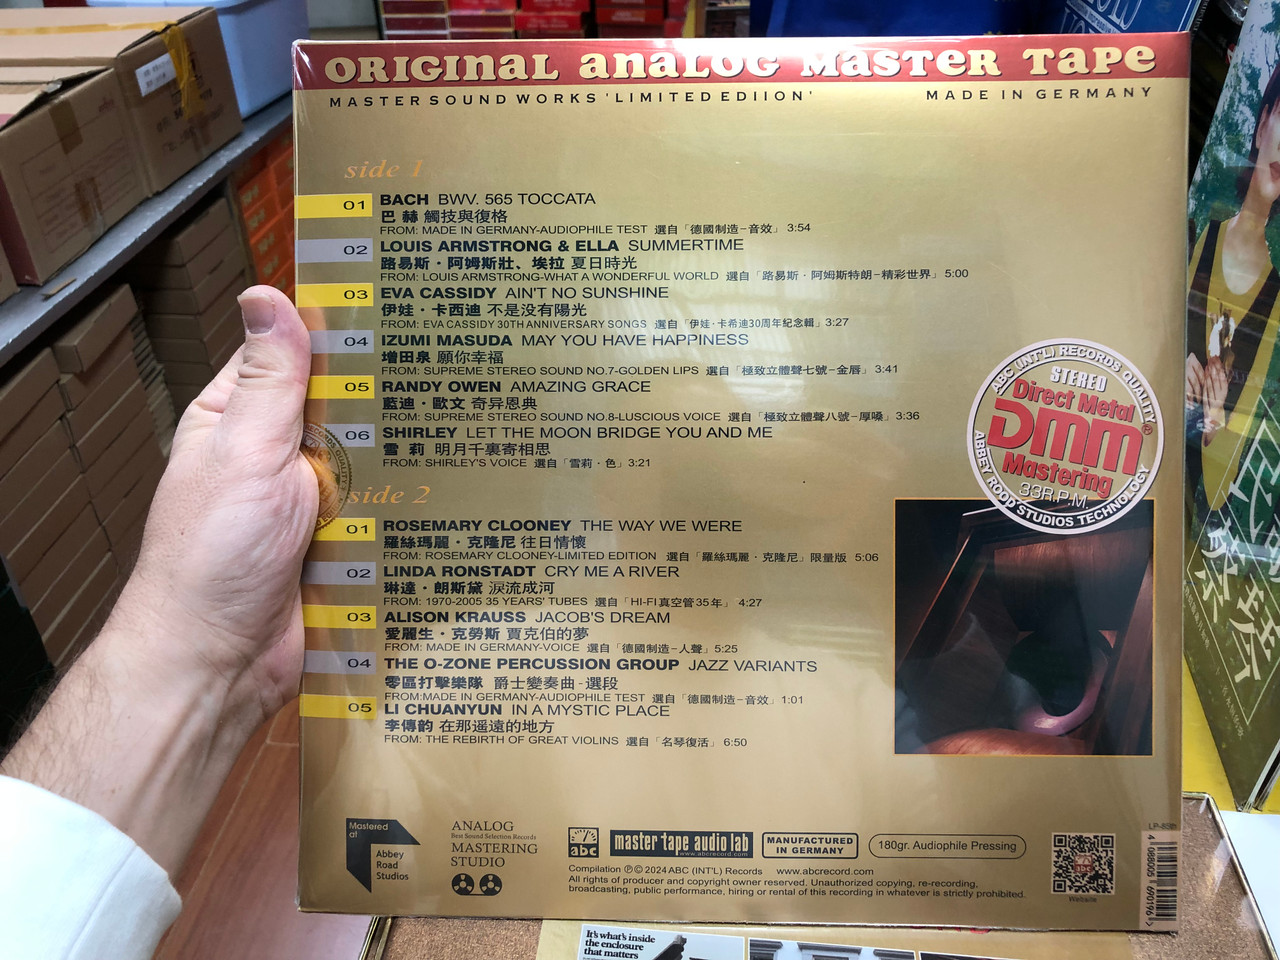 ORIGINAL ANALOG MASTER TAPE
MASTER SOUND WORKS 'LIMITED EDIION'
MADE IN GERMANY
side 1
01 BACH BWV. 565 TOCCATA
巴 赫 觸技與復格
FROM: MADE IN GERMANY-AUDIOPHILE TEST 選自「德國制造－音效」3:54
02 LOUIS ARMSTRONG & ELLA SUMMERTIME
路易斯・阿姆斯壯、埃拉 夏日時光
FROM: LOUIS ARMSTRONG-WHAT A WONDERFUL WORLD 選自「路易斯・阿姆斯特朗－精彩世界」5:00
03 EVA CASSIDY AIN'T NO SUNSHINE
伊娃・卡西迪 不是没有陽光
FROM: EVA CASSIDY 30TH ANNIVERSARY SONGS 選自「伊娃・卡希迪30周年紀念輯」3:27
04 IZUMI MASUDA MAY YOU HAVE HAPPINESS
增田泉 願你幸福
FROM: SUPREME STEREO SOUND NO.7-GOLDEN LIPS 選自「極致立體聲七號－金唇」3:41
05 RANDY OWEN AMAZING GRACE
藍迪・歐文 奇异恩典
FROM: SUPREME STEREO SOUND NO.8-LUSCIOUS VOICE 選自「極致立體聲八號－厚嗓」3:36
06 SHIRLEY LET THE MOON BRIDGE YOU AND ME
雪 莉 明月千裏寄相思
FROM: SHIRLEY'S VOICE 選自「雪莉・色」3:21
side 2
01 ROSEMARY CLOONEY THE WAY WE WERE
羅絲瑪麗・克隆尼 往日情懷
FROM: ROSEMARY CLOONEY-LIMITED EDITION 選自「羅絲瑪麗・克隆尼」限量版 5:06
02 LINDA RONSTADT CRY ME A RIVER
琳達・朗斯黛 淚流成河
FROM: 1970-2005 35 YEARS' TUBES 選自「HI-FI真空管35年」4:27
03 ALISON KRAUSS JACOB'S DREAM
愛麗生・克勞斯 賈克伯的夢
FROM: MADE IN GERMANY-VOICE 選自「德國制造－人聲」5:25
04 THE O-ZONE PERCUSSION GROUP JAZZ VARIANTS
零區打擊樂隊 爵士變奏曲-選段
FROM:MADE IN GERMANY-AUDIOPHILE TEST 選自「德國制造－音效」1:01
05 LI CHUANYUN IN A MYSTIC PLACE
李傳韵 在那遥遠的地方
FROM: THE REBIRTH OF GREAT VIOLINS 選自「名琴復活」6:50
ABC (INT'L) RECORDS QUALITY
STEREO
Direct Metal
DMM®
Mastering
33R.P.M.
ABBEY ROOD STUDIOS TECHNOLOGY
Mastered
at
Abbey
Road
Studios
ANALOG
Best Sound Selection Records
MASTERING
STUDIO
abc
master tape audio lab
www.abcrecord.com
MANUFACTURED
IN GERMANY
180gr. Audiophile Pressing
Compilation ℗ © 2024 ABC (INT'L) Records www.abcrecord.com
All rights of producer and copyright owner reserved. Unauthorized copying, re-recording,
broadcasting, public performance, hiring or rental of this recording in whatever is strictly prohibited.
Website
It's what's inside
the enclosure
that matters